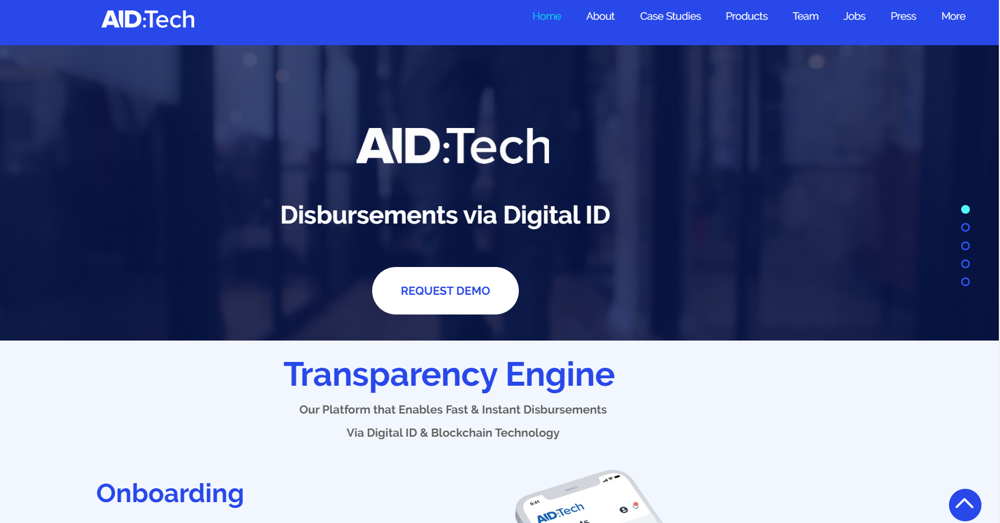 AID:Tech
Home About Case Studies Products Team Jobs Press More
AID:Tech
Disbursements via Digital ID
REQUEST DEMO
Transparency Engine
Our Platform that Enables Fast & Instant Disbursements
Via Digital ID & Blockchain Technology
Onboarding
9:41
AID:Tech